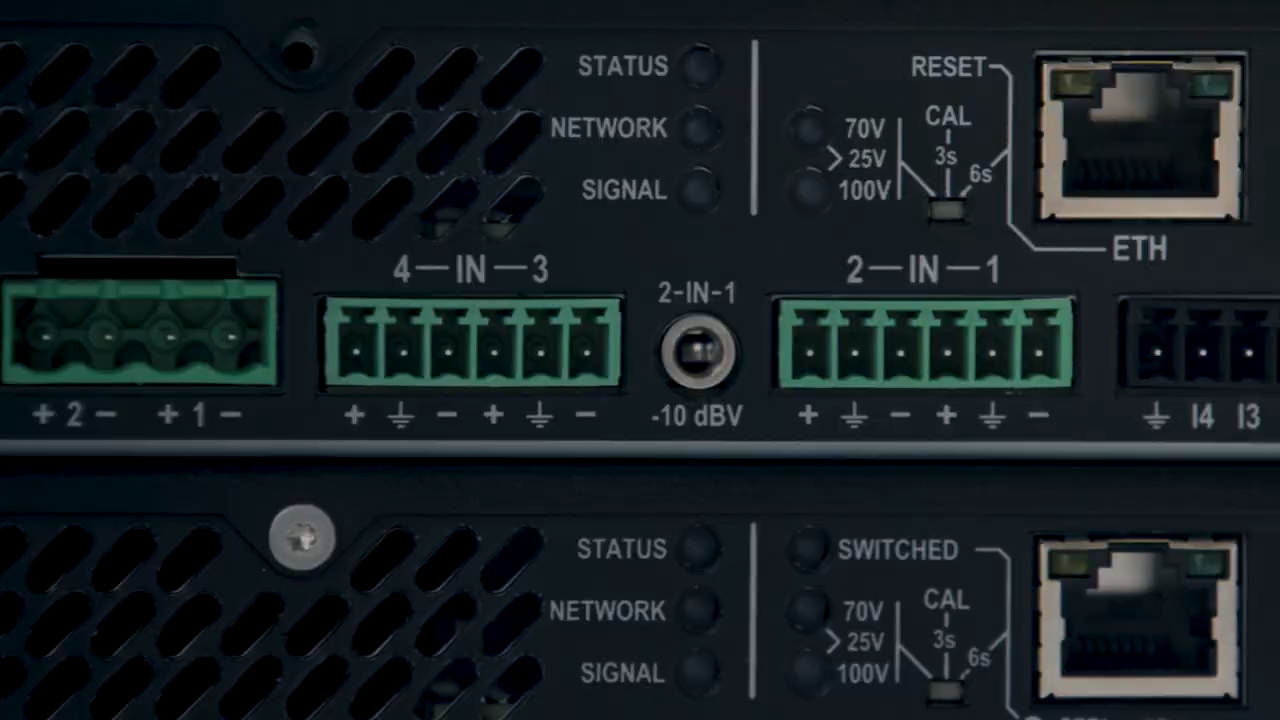 STATUS
RESET
NETWORK
70V
CAL
25V
3s
6s
SIGNAL
100V
ETH
4 — IN — 3
2-IN-1
2 — IN — 1
+ 2 − + 1 −
+ ⏚ − + ⏚ −
-10 dBV
+ ⏚ − + ⏚ −
⏚ I4 I3
STATUS
SWITCHED
NETWORK
70V
CAL
25V
3s
6s
SIGNAL
100V